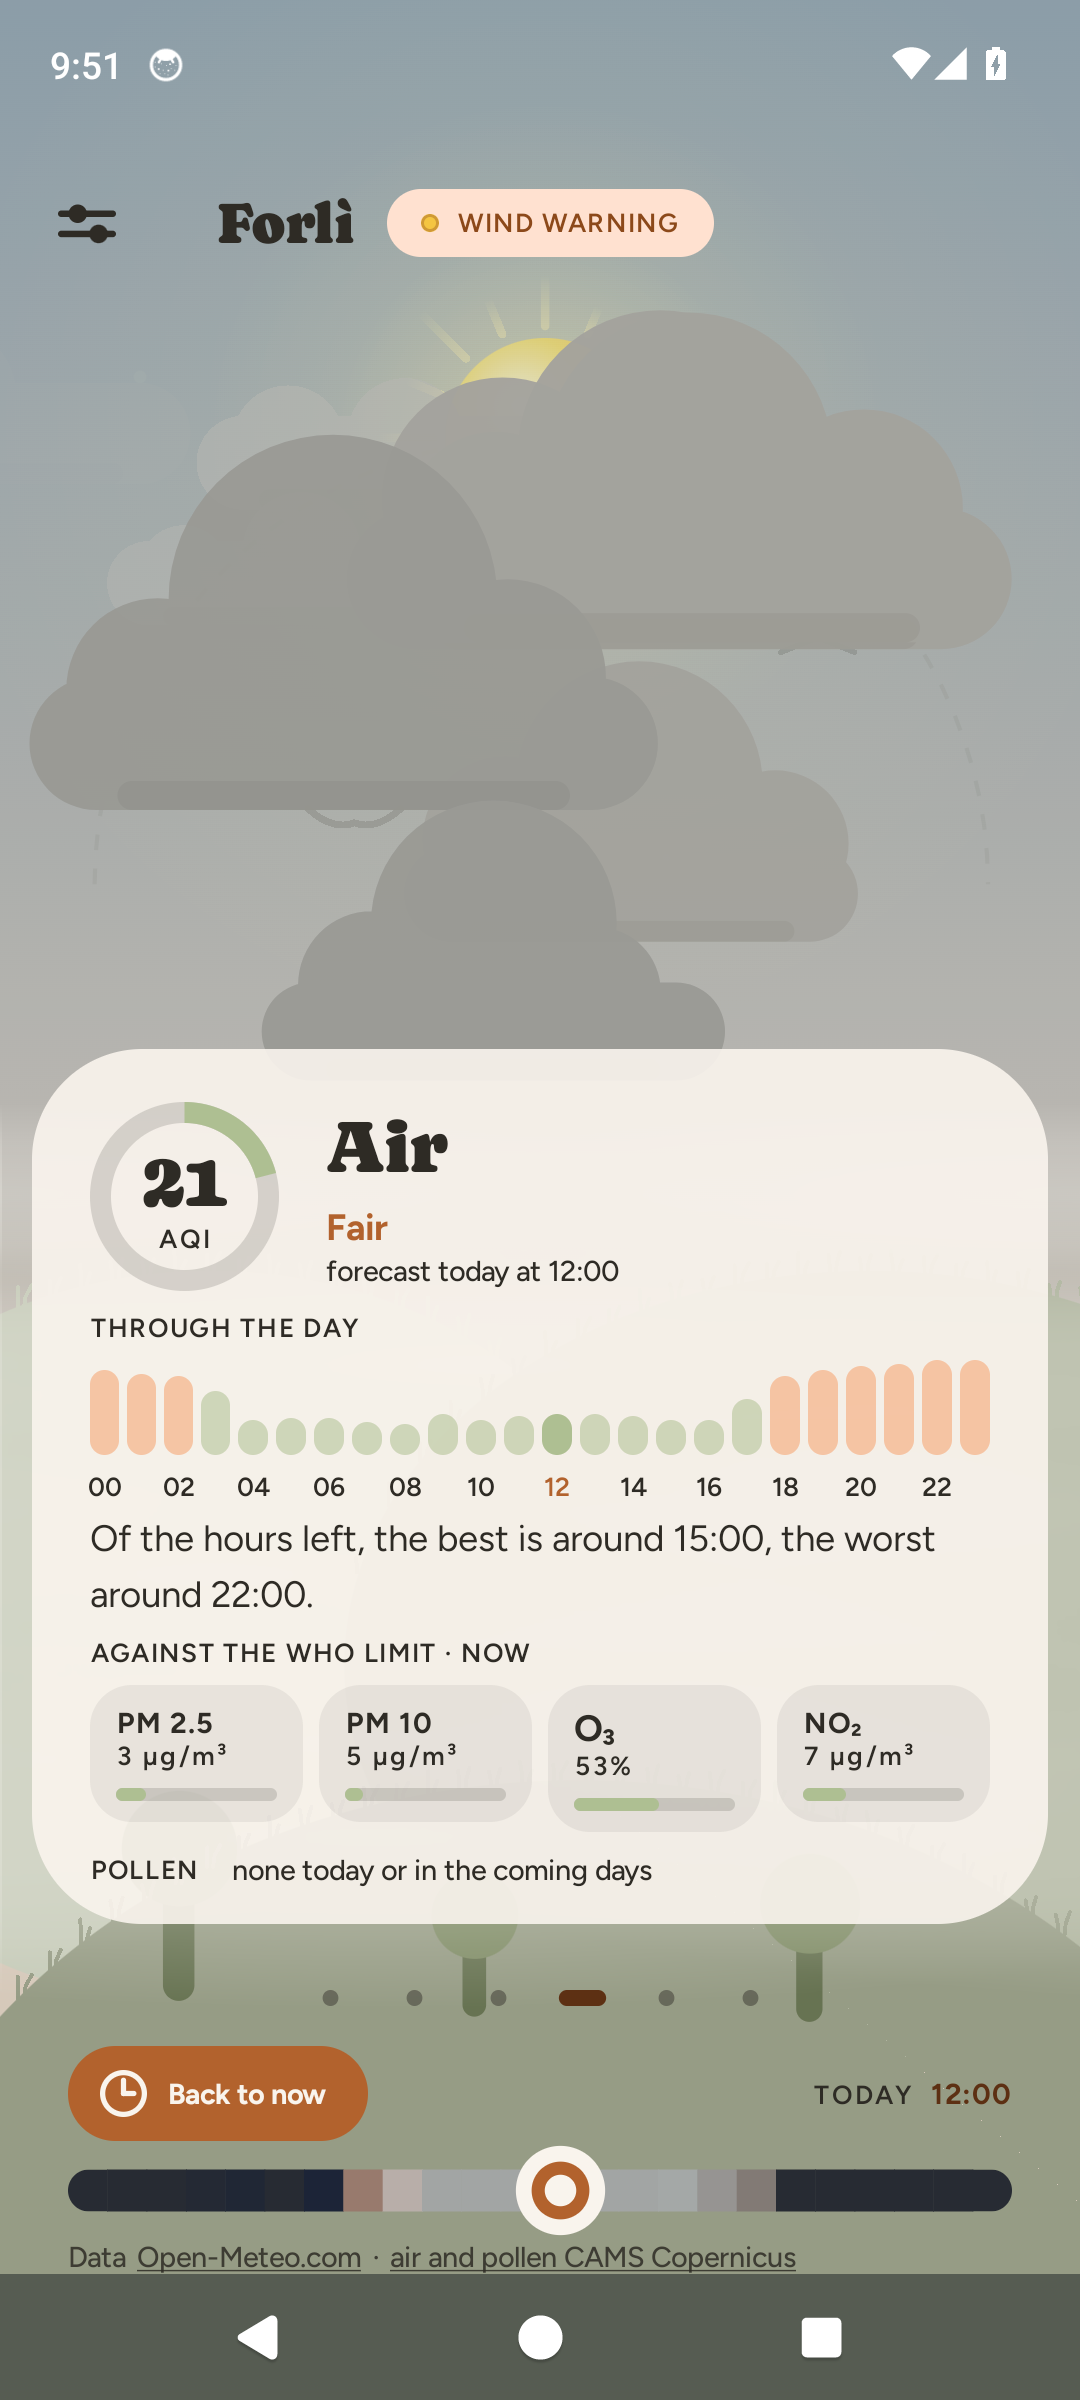 9:51
Forlì
WIND WARNING
21
AQI
Air
Fair
forecast today at 12:00
THROUGH THE DAY
00 02 04 06 08 10 12 14 16 18 20 22
Of the hours left, the best is around 15:00, the worst
around 22:00.
AGAINST THE WHO LIMIT · NOW
PM 2.5
3 µg/m³
PM 10
5 µg/m³
O₃
53%
NO₂
7 µg/m³
POLLEN none today or in the coming days
Back to now
TODAY 12:00
Data Open-Meteo.com · air and pollen CAMS Copernicus